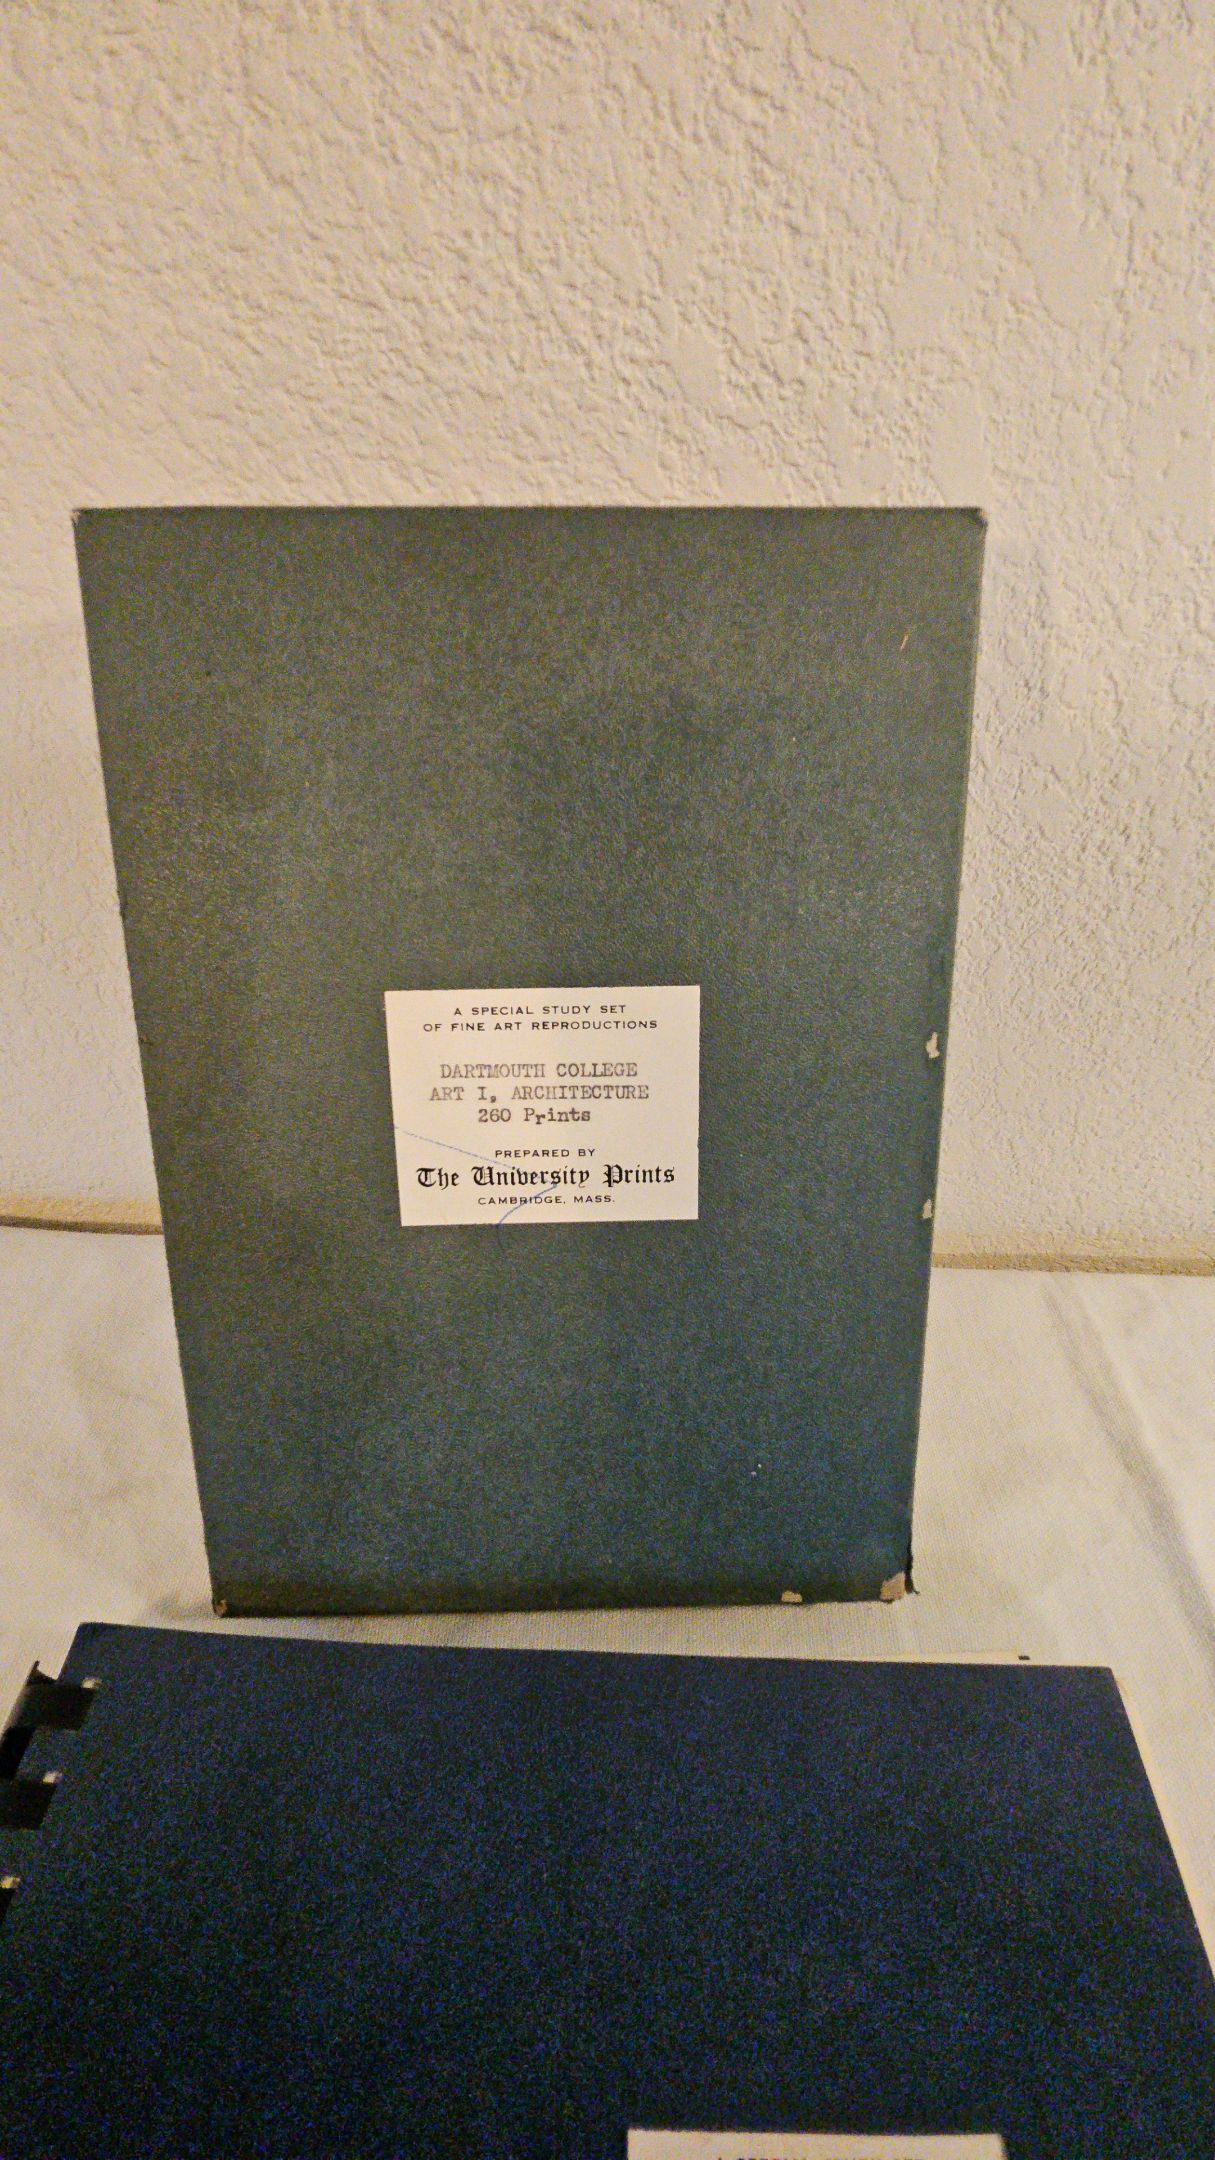 A SPECIAL STUDY SET
OF FINE ART REPRODUCTIONS
DARTMOUTH COLLEGE
ART I, ARCHITECTURE
260 Prints
PREPARED BY
The University Prints
CAMBRIDGE, MASS.